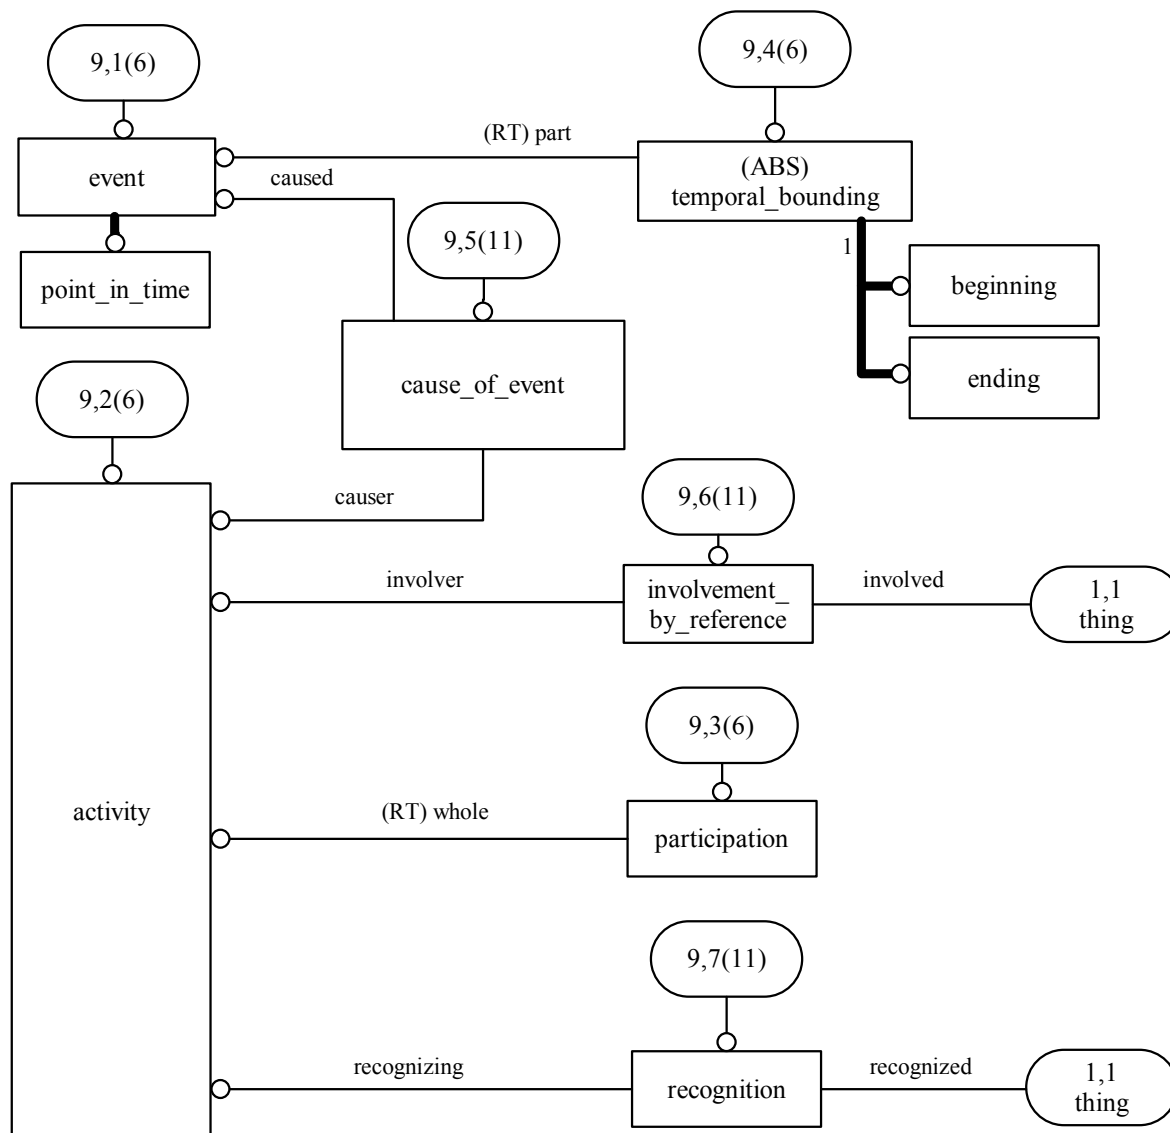 9,1(6)
9,4(6)
(RT) part
event
caused
(ABS)
temporal_bounding
9,5(11)
1
point_in_time
beginning
cause_of_event
ending
9,2(6)
causer
9,6(11)
involver
involvement_
by_reference
involved
1,1
thing
9,3(6)
activity
(RT) whole
participation
9,7(11)
recognizing
recognition
recognized
1,1
thing